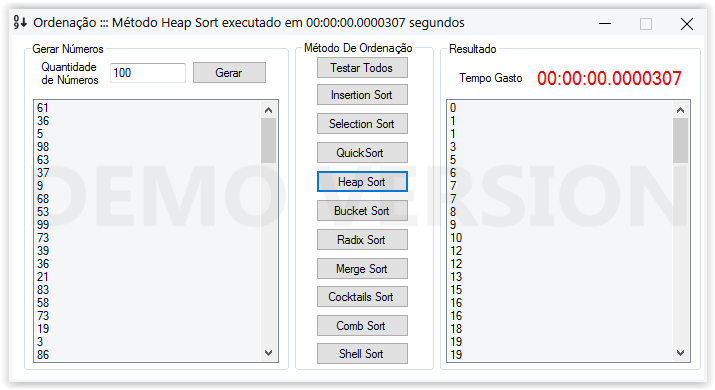 Ordenação ::: Método Heap Sort executado em 00:00:00.0000307 segundos
Gerar Números
Quantidade
de Números
100
Gerar
61
36
5
98
63
37
9
68
53
99
73
39
36
21
83
58
73
19
3
86
Método De Ordenação
Testar Todos
Insertion Sort
Selection Sort
QuickSort
Heap Sort
Bucket Sort
Radix Sort
Merge Sort
Cocktails Sort
Comb Sort
Shell Sort
Resultado
Tempo Gasto
00:00:00.0000307
0
1
1
3
5
6
7
7
8
9
10
12
12
13
15
16
16
18
19
19
DEMO VERSION